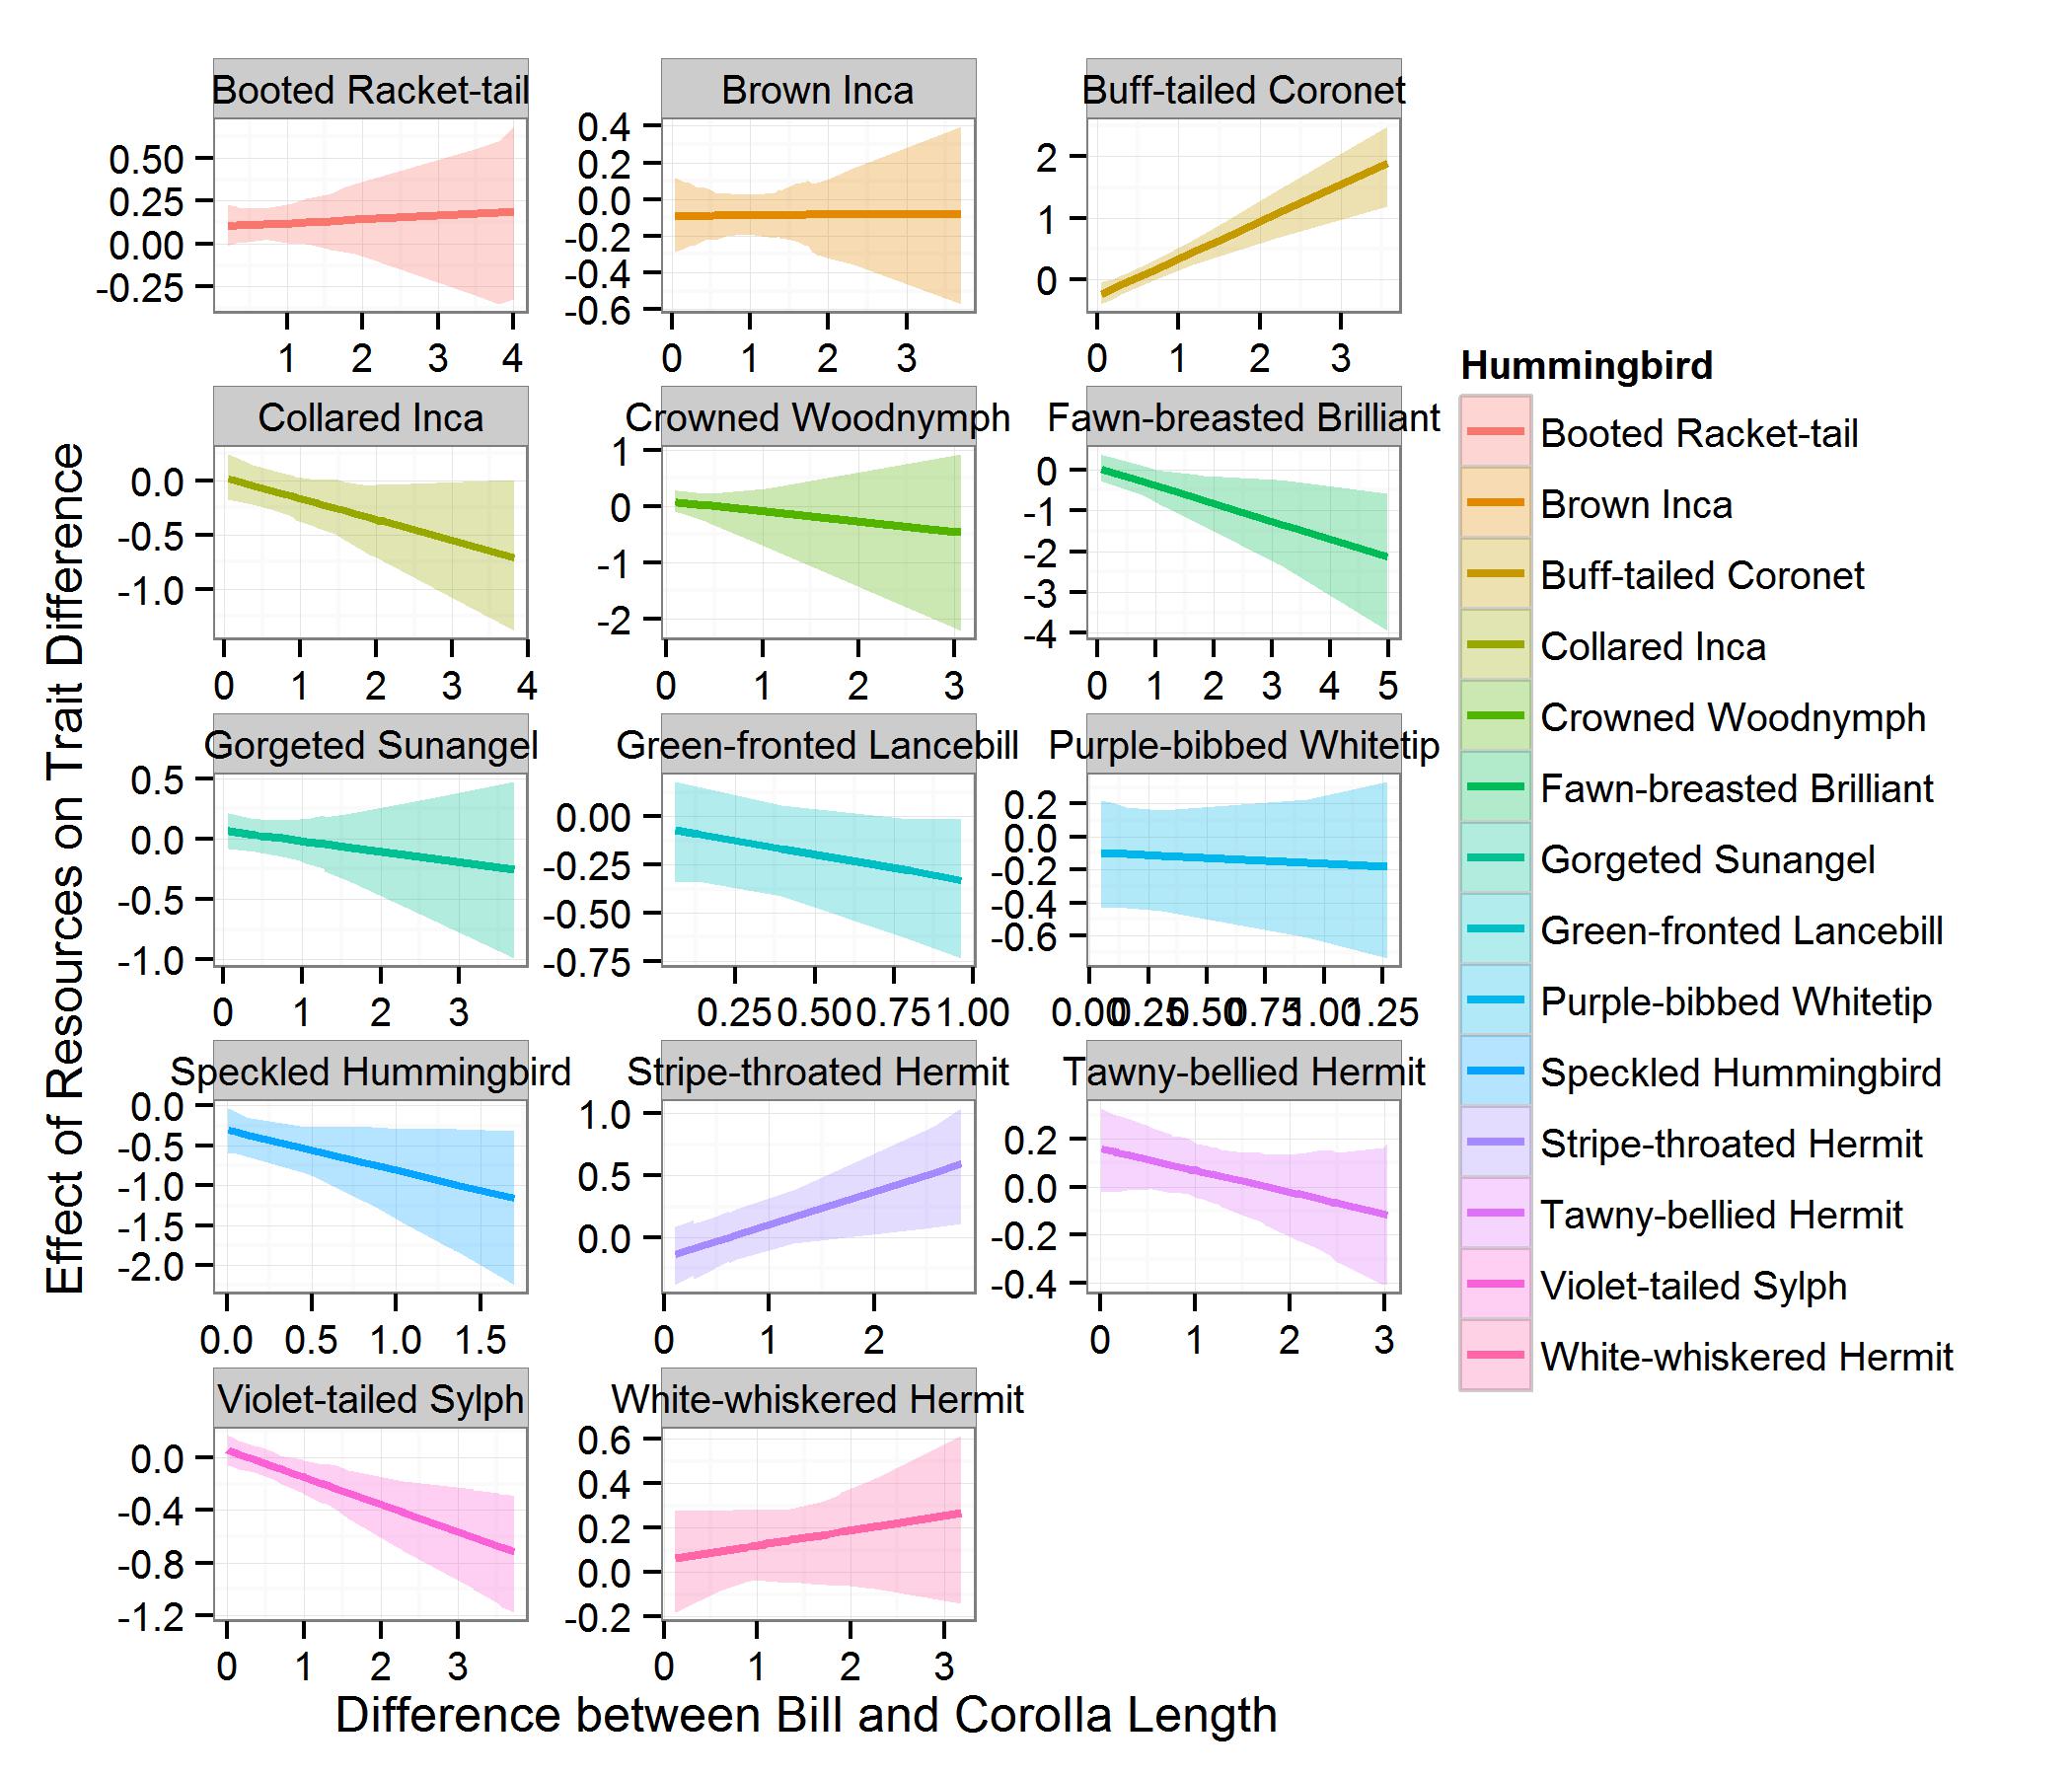 Booted Racket-tail
Brown Inca
Buff-tailed Coronet
0.50
0.25
0.00
-0.25
1 2 3 4
0.4
0.2
0.0
-0.2
-0.4
-0.6
0 1 2 3
2
1
0
0 1 2 3
Collared Inca
Crowned Woodnymph
Fawn-breasted Brilliant
0.0
-0.5
-1.0
0 1 2 3 4
1
0
-1
-2
0 1 2 3
0
-1
-2
-3
-4
0 1 2 3 4 5
Gorgeted Sunangel
Green-fronted Lancebill
Purple-bibbed Whitetip
0.5
0.0
-0.5
-1.0
0 1 2 3
0.00
-0.25
-0.50
-0.75
0.25 0.50 0.75 1.00
0.2
0.0
-0.2
-0.4
-0.6
0.00 0.25 0.50 0.75 1.00 1.25
Speckled Hummingbird
Stripe-throated Hermit
Tawny-bellied Hermit
0.0
-0.5
-1.0
-1.5
-2.0
0.0 0.5 1.0 1.5
1.0
0.5
0.0
0 1 2
0.2
0.0
-0.2
-0.4
0 1 2 3
Violet-tailed Sylph
White-whiskered Hermit
0.0
-0.4
-0.8
-1.2
0 1 2 3
0.6
0.4
0.2
0.0
-0.2
0 1 2 3
Effect of Resources on Trait Difference
Difference between Bill and Corolla Length
Hummingbird
Booted Racket-tail
Brown Inca
Buff-tailed Coronet
Collared Inca
Crowned Woodnymph
Fawn-breasted Brilliant
Gorgeted Sunangel
Green-fronted Lancebill
Purple-bibbed Whitetip
Speckled Hummingbird
Stripe-throated Hermit
Tawny-bellied Hermit
Violet-tailed Sylph
White-whiskered Hermit